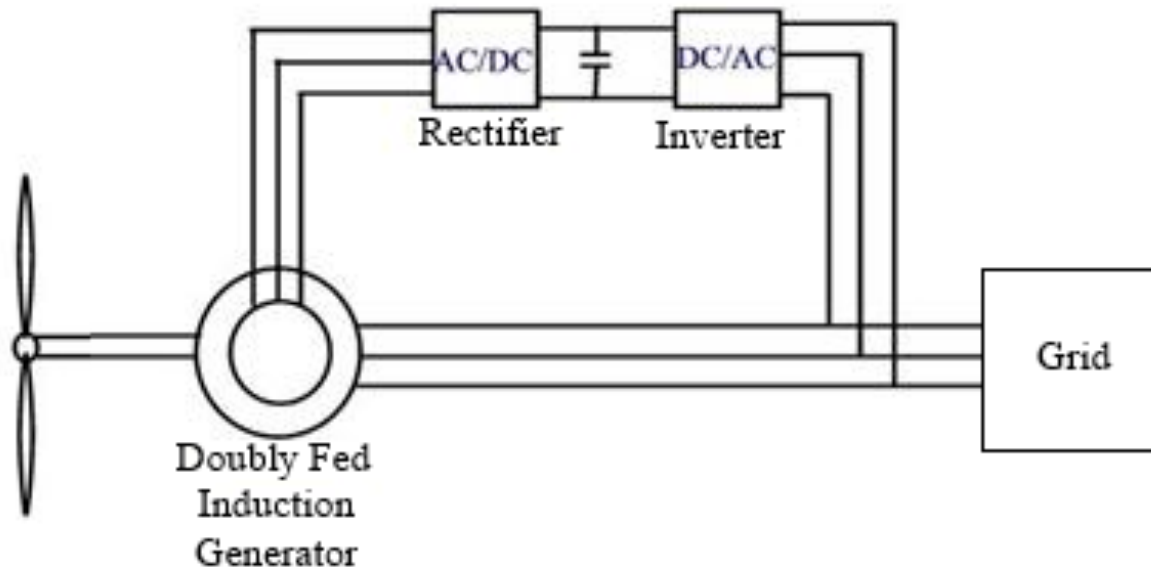 AC/DC
DC/AC
Rectifier
Inverter
Grid
Doubly Fed
Induction
Generator